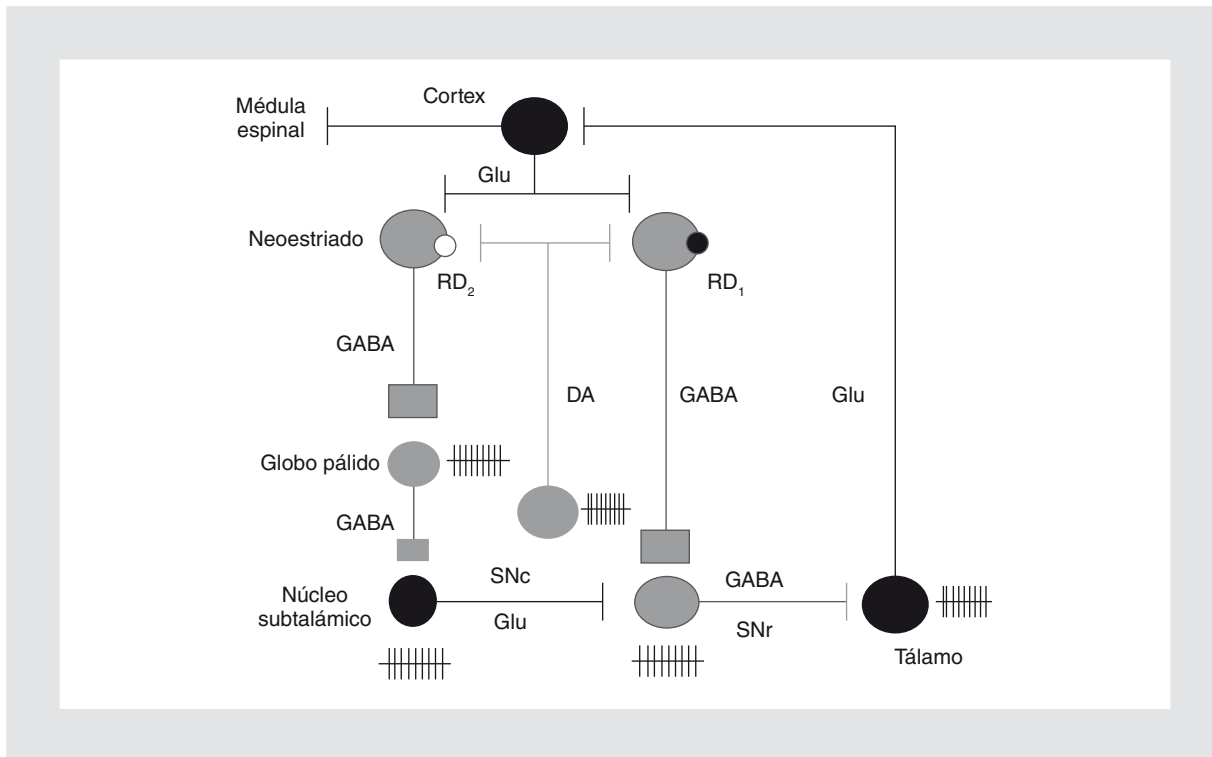 Cortex
Médula
espinal
Glu
Neoestriado
RD2
RD1
GABA
DA
GABA
Glu
Globo pálido
GABA
SNc
GABA
Núcleo
subtalámico
Glu
SNr
Tálamo